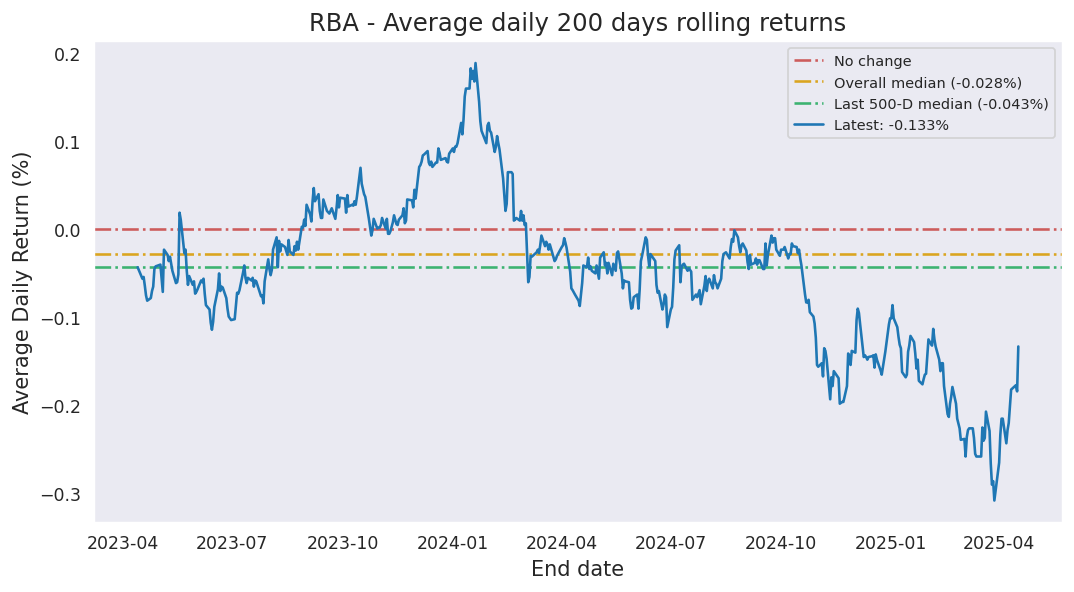 RBA - Average daily 200 days rolling returns
0.2
0.1
0.0
−0.1
−0.2
−0.3
Average Daily Return (%)
No change
Overall median (-0.028%)
Last 500-D median (-0.043%)
Latest: -0.133%
2023-04 2023-07 2023-10 2024-01 2024-04 2024-07 2024-10 2025-01 2025-04
End date